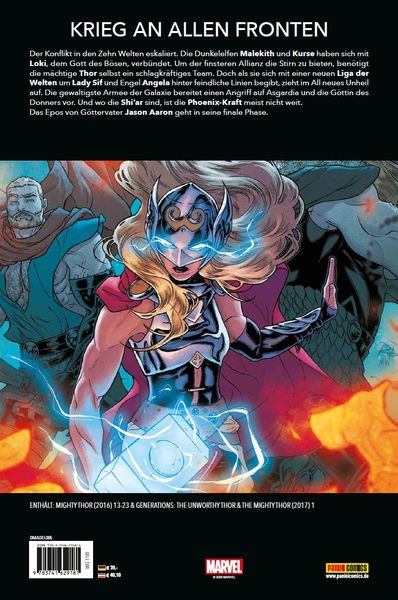 KRIEG AN ALLEN FRONTEN
Der Konflikt in den Zehn Welten eskaliert. Die Dunkelelfen Malekith und Kurse haben sich mit
Loki, dem Gott des Bösen, verbündet. Um der finsteren Allianz die Stirn zu bieten, benötigt
die mächtige Thor selbst ein schlagkräftiges Team. Doch als sie sich mit einer neuen Liga der
Welten um Lady Sif und Engel Angela hinter feindliche Linien begibt, zieht im All neues Unheil
auf. Die gewaltigste Armee der Galaxie bereitet einen Angriff auf Asgardia und die Göttin des
Donners vor. Und wo die Shi'ar sind, ist die Phoenix-Kraft meist nicht weit.
Das Epos von Göttervater Jason Aaron geht in seine finale Phase.
ENTHÄLT: MIGHTY THOR (2016) 13-23 & GENERATIONS: THE UNWORTHY THOR & THE MIGHTY THOR (2017) 1
9 783741 629181
€ 39,-
€ 40,10
MARVEL
panini comics
www.paninicomics.de